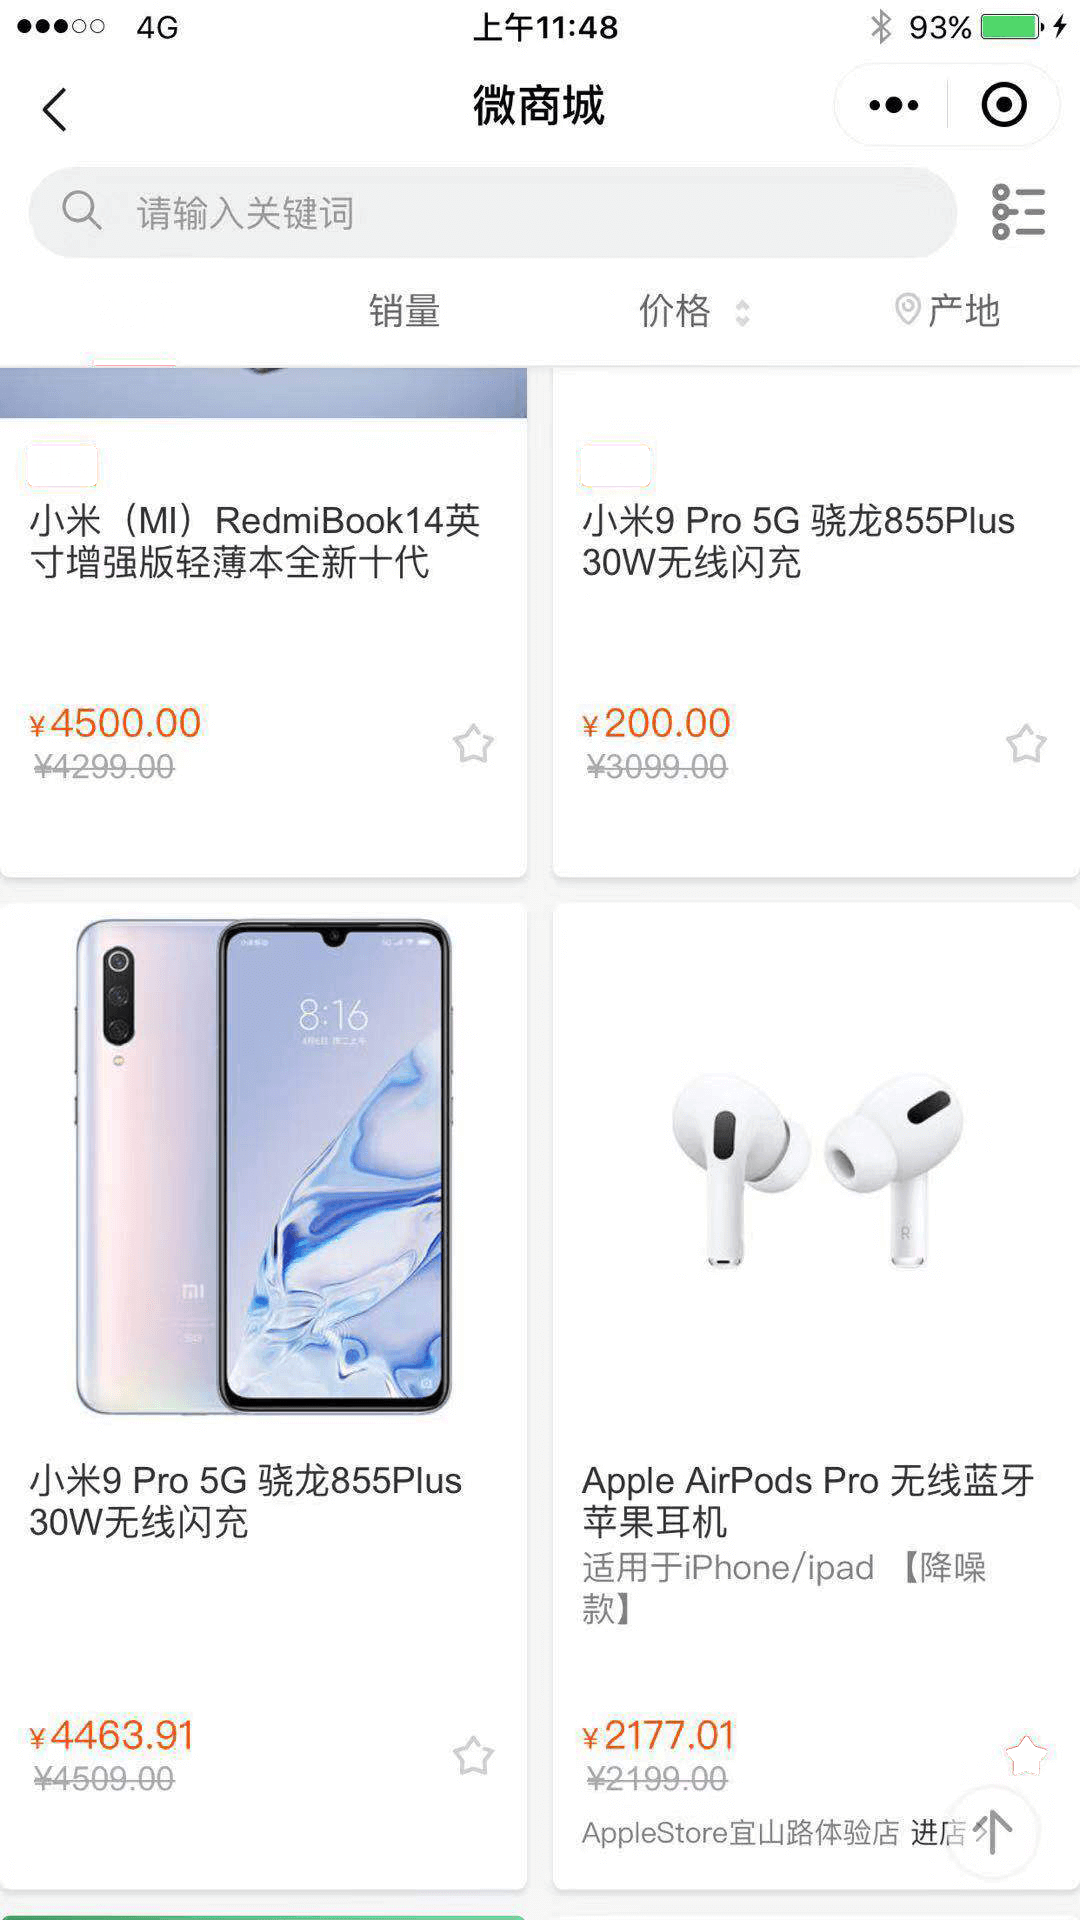 4G 上午11:48 93%
微商城
请输入关键词
销量 价格 产地
小米（MI）RedmiBook14英
寸增强版轻薄本全新十代
¥4500.00
¥4299.00
小米9 Pro 5G 骁龙855Plus
30W无线闪充
¥200.00
¥3099.00
8:16
MI
5G
小米9 Pro 5G 骁龙855Plus
30W无线闪充
¥4463.91
¥4509.00
R
Apple AirPods Pro 无线蓝牙
苹果耳机
适用于iPhone/ipad 【降噪
款】
¥2177.01
¥2199.00
AppleStore宜山路体验店 进店